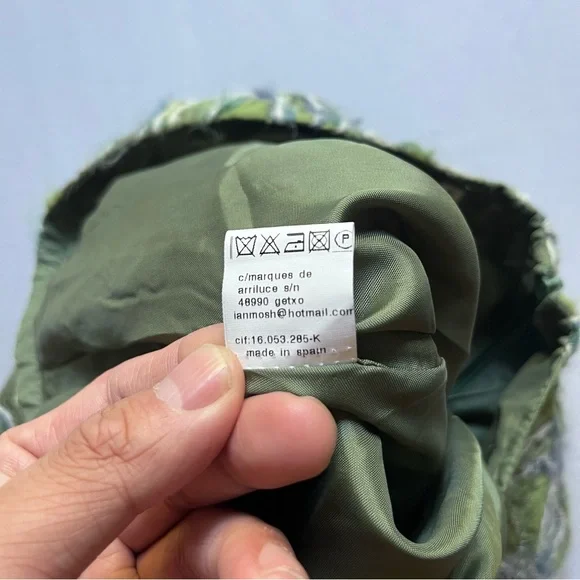 P
c/marques de
arriluce s/n
48990 getxo
ianmosh@hotmail.com
cif:16.053.285-K
made in spain